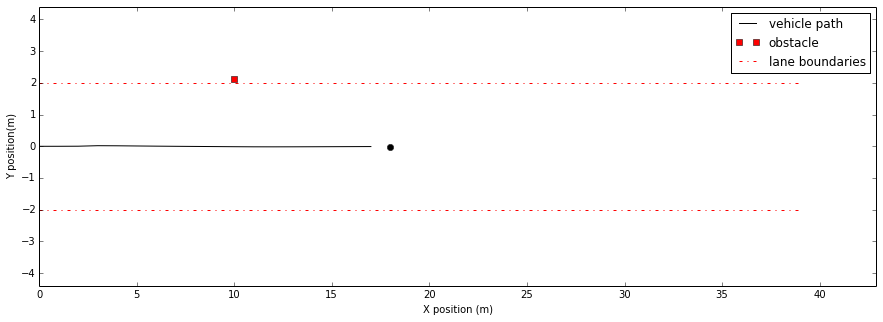 vehicle path
obstacle
lane boundaries
4
3
2
1
0
−1
−2
−3
−4
Y position(m)
0 5 10 15 20 25 30 35 40
X position (m)